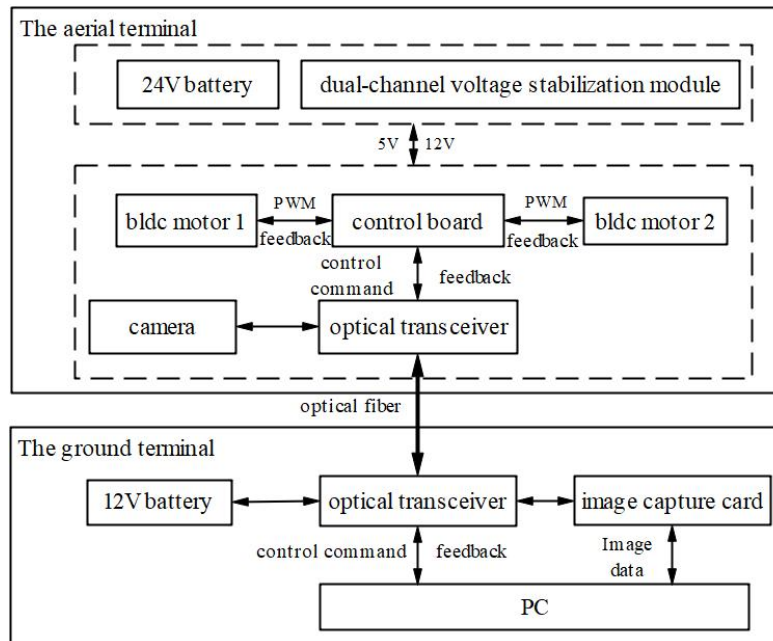 The aerial terminal
24V battery
dual-channel voltage stabilization module
5V
12V
PWM
PWM
bldc motor 1
control board
bldc motor 2
feedback
feedback
control
command
feedback
camera
optical transceiver
optical fiber
The ground terminal
12V battery
optical transceiver
image capture card
control command
feedback
Image
data
PC